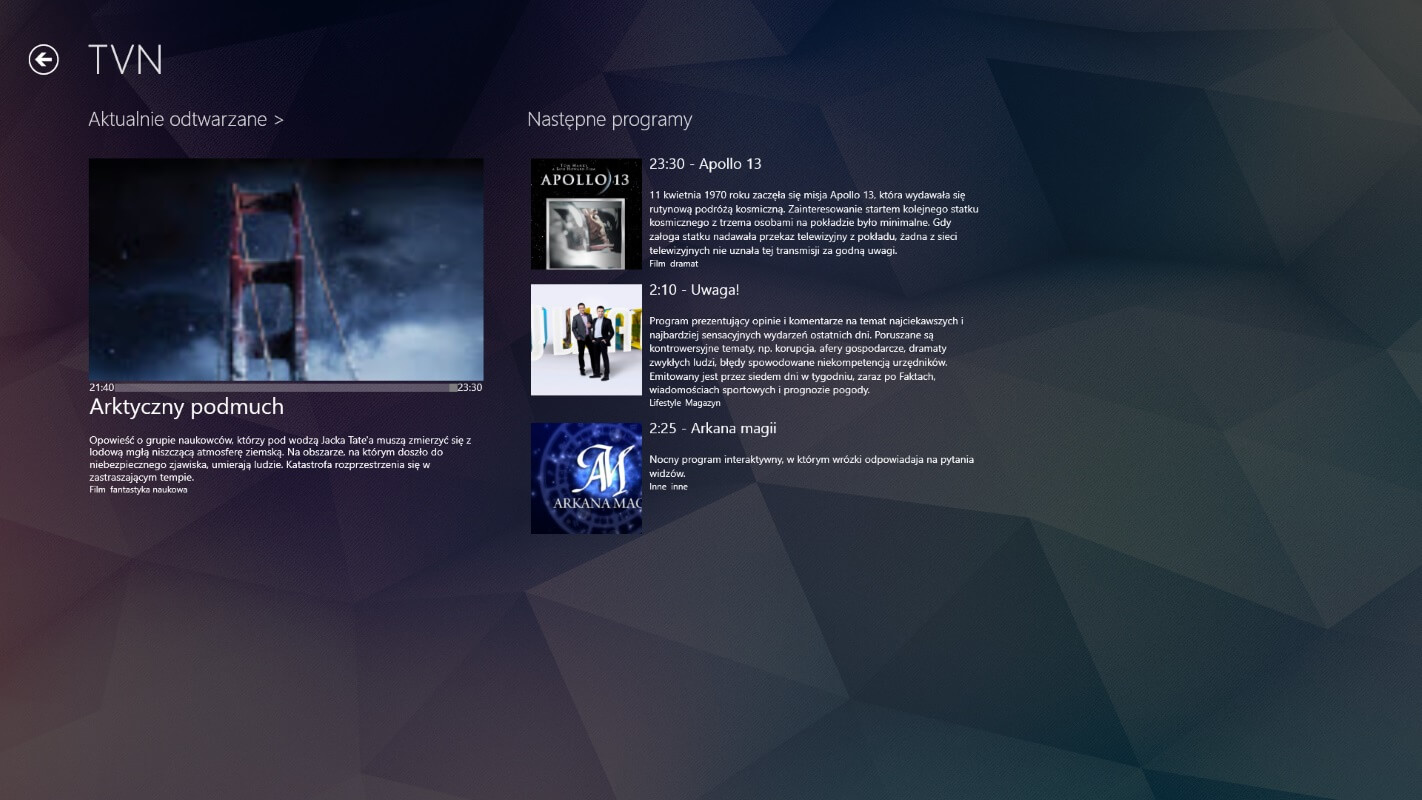 TVN
Aktualnie odtwarzane >
21:40
23:30
Arktyczny podmuch
Opowieść o grupie naukowców, którzy pod wodzą Jacka Tate'a muszą zmierzyć się z
lodową mgłą niszczącą atmosferę ziemską. Na obszarze, na którym doszło do
niebezpiecznego zjawiska, umierają ludzie. Katastrofa rozprzestrzenia się w
zastraszającym tempie.
Film fantastyka naukowa
Następne programy
APOLLO 13
23:30 - Apollo 13
11 kwietnia 1970 roku zaczęła się misja Apollo 13, która wydawała się
rutynową podróżą kosmiczną. Zainteresowanie startem kolejnego statku
kosmicznego z trzema osobami na pokładzie było minimalne. Gdy
załoga statku nadawała przekaz telewizyjny z pokładu, żadna z sieci
telewizyjnych nie uznała tej transmisji za godną uwagi.
Film dramat
2:10 - Uwaga!
Program prezentujący opinie i komentarze na temat najciekawszych i
najbardziej sensacyjnych wydarzeń ostatnich dni. Poruszane są
kontrowersyjne tematy, np. korupcja, afery gospodarcze, dramaty
zwykłych ludzi, błędy spowodowane niekompetencją urzędników.
Emitowany jest przez siedem dni w tygodniu, zaraz po Faktach,
wiadomościach sportowych i prognozie pogody.
Lifestyle Magazyn
AM
ARKANA MAG
2:25 - Arkana magii
Nocny program interaktywny, w którym wrózki odpowiadaja na pytania
widzów.
Inne inne